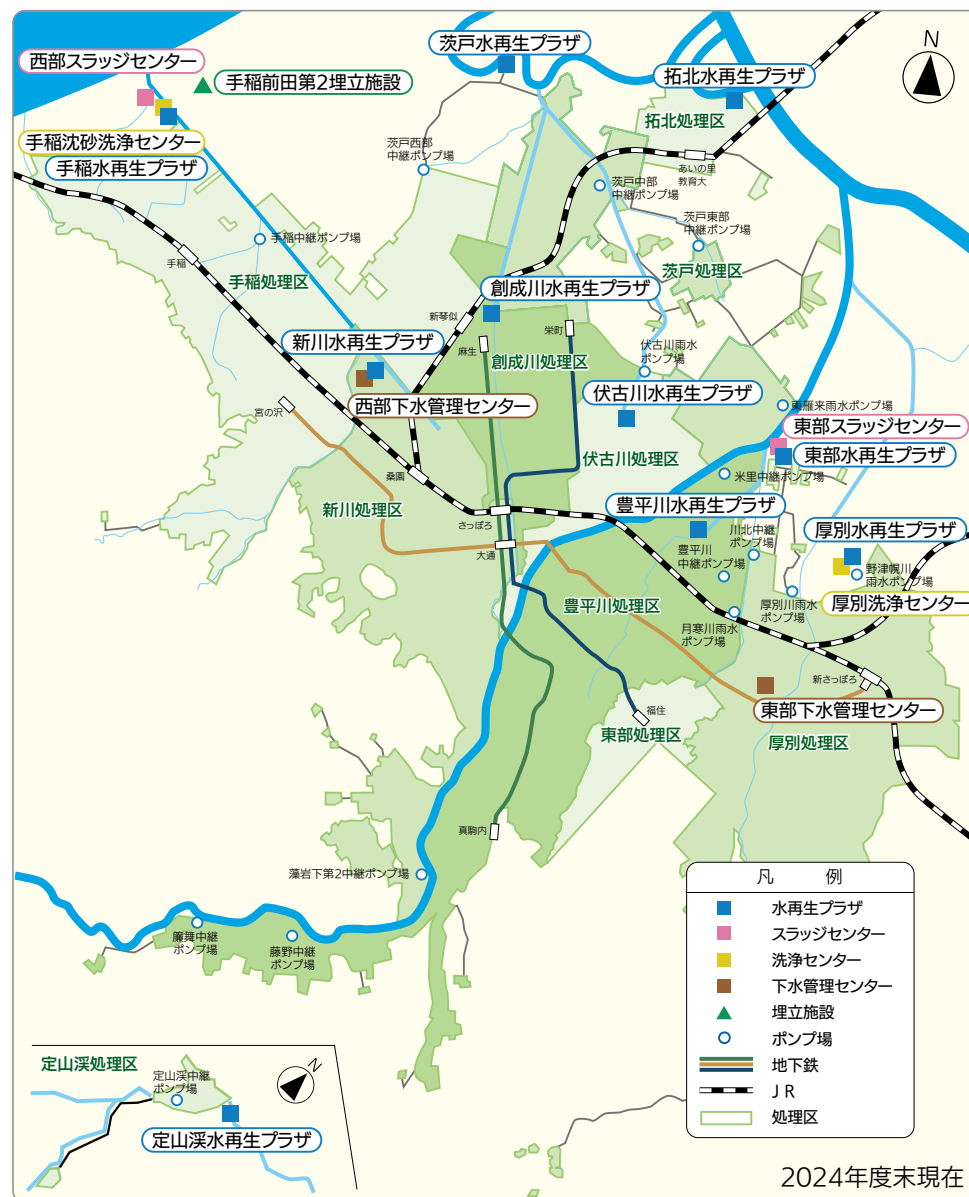 茨戸水再生プラザ
N
西部スラッジセンター
手稲前田第2埋立施設
拓北水再生プラザ
拓北処理区
手稲沈砂洗浄センター
手稲水再生プラザ
茨戸西部
中継ポンプ場
あいの里
教育大
茨戸中部
中継ポンプ場
茨戸東部
中継ポンプ場
手稲中継ポンプ場
手稲
手稲処理区
茨戸処理区
創成川水再生プラザ
新琴似
栄町
麻生
新川水再生プラザ
創成川処理区
伏古川雨水
ポンプ場
伏古川水再生プラザ
西部下水管理センター
宮の沢
東雁来雨水ポンプ場
東部スラッジセンター
東部水再生プラザ
伏古川処理区
桑園
米里中継ポンプ場
新川処理区
さっぽろ
豊平川水再生プラザ
川北中継
ポンプ場
厚別水再生プラザ
大通
豊平川
中継ポンプ場
野津幌川
雨水ポンプ場
厚別川雨水
ポンプ場
厚別洗浄センター
豊平川処理区
月寒川雨水
ポンプ場
新さっぽろ
福住
東部下水管理センター
東部処理区
厚別処理区
真駒内
藻岩下第2中継ポンプ場
簾舞中継
ポンプ場
藤野中継
ポンプ場
凡 例
水再生プラザ
スラッジセンター
洗浄センター
下水管理センター
埋立施設
ポンプ場
地下鉄
J R
処理区
定山渓処理区
N
定山渓中継
ポンプ場
定山渓水再生プラザ
2024年度末現在